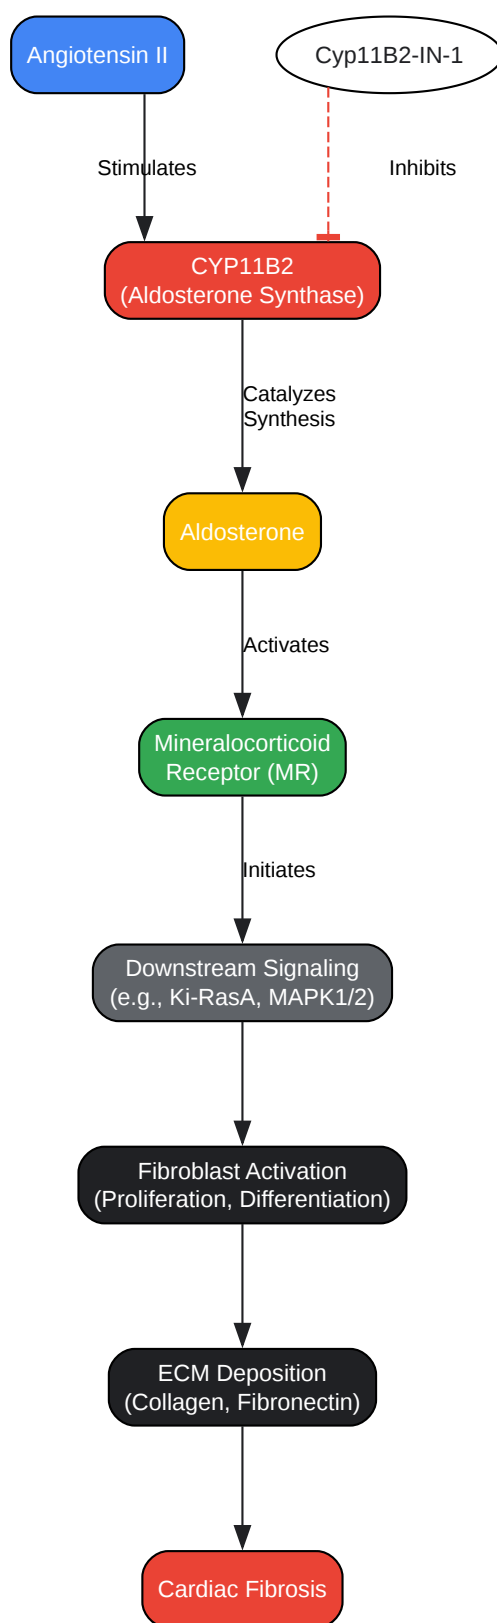 Angiotensin II
Cyp11B2-IN-1
Stimulates
Inhibits
CYP11B2
(Aldosterone Synthase)
Catalyzes
Synthesis
Aldosterone
Activates
Mineralocorticoid
Receptor (MR)
Initiates
Downstream Signaling
(e.g., Ki-RasA, MAPK1/2)
Fibroblast Activation
(Proliferation, Differentiation)
ECM Deposition
(Collagen, Fibronectin)
Cardiac Fibrosis